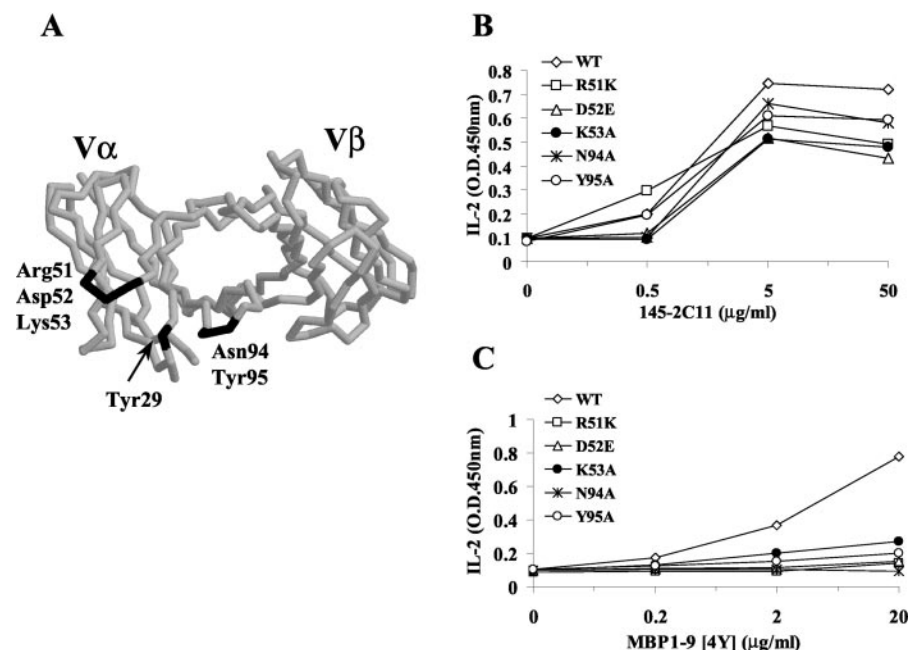 A
Vα
Vβ
Arg51
Asp52
Lys53
Tyr29
Asn94
Tyr95
B
WT
R51K
D52E
K53A
N94A
Y95A
IL-2 (O.D.450nm)
0.8
0.7
0.6
0.5
0.4
0.3
0.2
0.1
0
0 0.5 5 50
145-2C11 (μg/ml)
C
WT
R51K
D52E
K53A
N94A
Y95A
IL-2 (O.D.450nm)
1
0.8
0.6
0.4
0.2
0
0 0.2 2 20
MBP1-9 [4Y] (μg/ml)